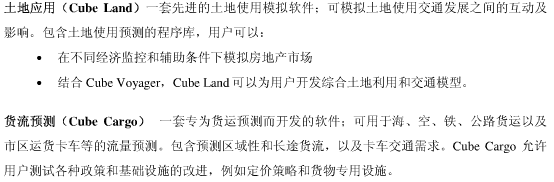 土地应用（Cube Land）一套先进的土地使用模拟软件；可模拟土地使用交通发展之间的互动及
影响。包含土地使用预测的程序库，用户可以：
• 在不同经济监控和辅助条件下模拟房地产市场
• 结合 Cube Voyager，Cube Land 可以为用户开发综合土地利用和交通模型。
货流预测（Cube Cargo） 一套专为货运预测而开发的软件；可用于海、空、铁、公路货运以及
市区运货卡车等的流量预测。包含预测区域性和长途货流，以及卡车交通需求。Cube Cargo 允许
用户测试各种政策和基础设施的改进，例如定价策略和货物专用设施。